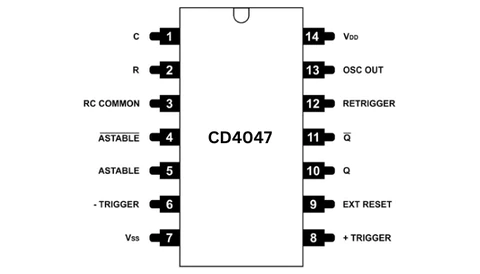 C 1 14 VDD
R 2 13 OSC OUT
RC COMMON 3 12 RETRIGGER
A̅S̅T̅A̅B̅L̅E̅ 4 CD4047 11 Q̅
ASTABLE 5 10 Q
- TRIGGER 6 9 EXT RESET
Vss 7 8 + TRIGGER